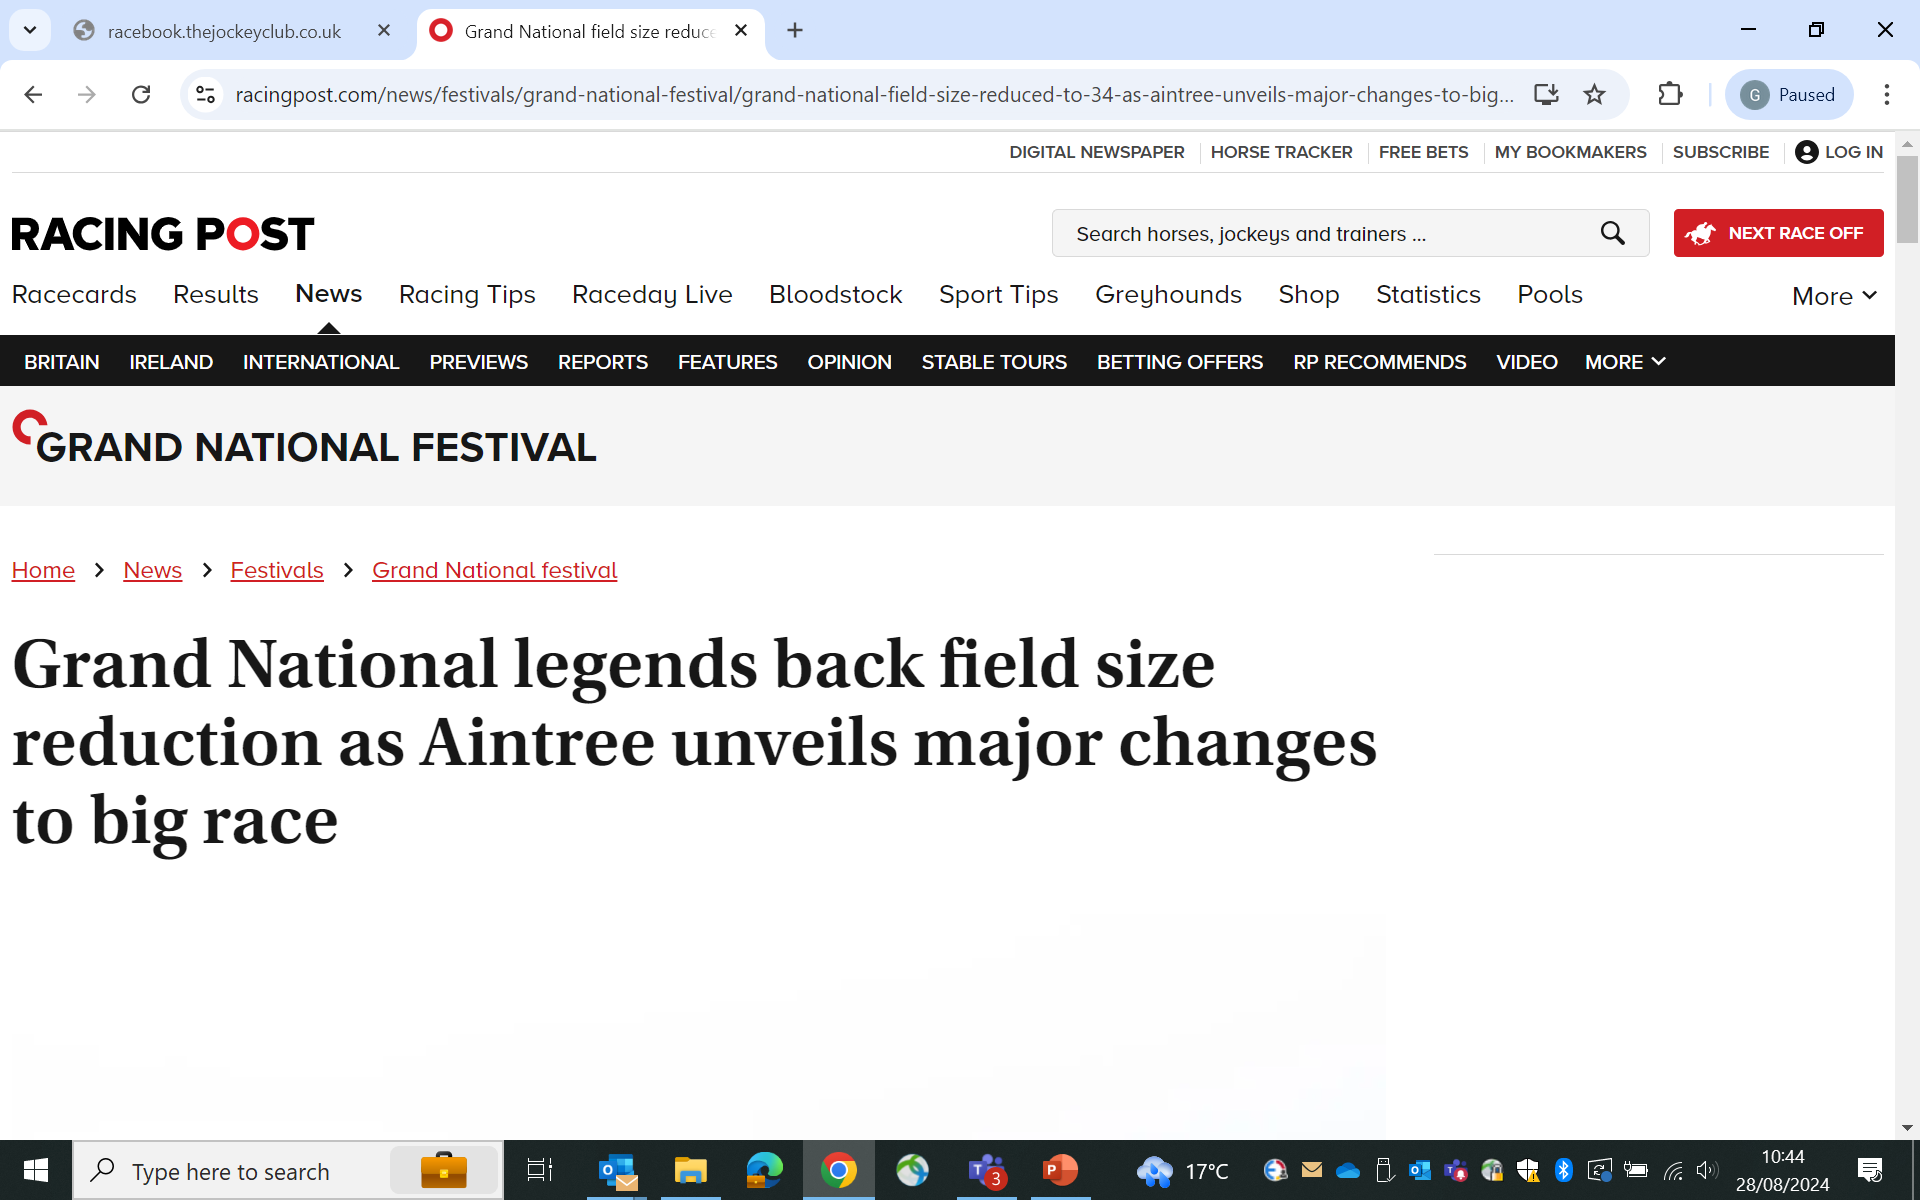 racebook.thejockeyclub.co.uk
Grand National field size reduce
racingpost.com/news/festivals/grand-national-festival/grand-national-field-size-reduced-to-34-as-aintree-unveils-major-changes-to-big...
G Paused
DIGITAL NEWSPAPER HORSE TRACKER FREE BETS MY BOOKMAKERS SUBSCRIBE LOG IN
RACING POST
Search horses, jockeys and trainers ...
NEXT RACE OFF
Racecards Results News Racing Tips Raceday Live Bloodstock Sport Tips Greyhounds Shop Statistics Pools More
BRITAIN IRELAND INTERNATIONAL PREVIEWS REPORTS FEATURES OPINION STABLE TOURS BETTING OFFERS RP RECOMMENDS VIDEO MORE
GRAND NATIONAL FESTIVAL
Home News Festivals Grand National festival
Grand National legends back field size
reduction as Aintree unveils major changes
to big race
Type here to search
3
17°C
10:44
28/08/2024